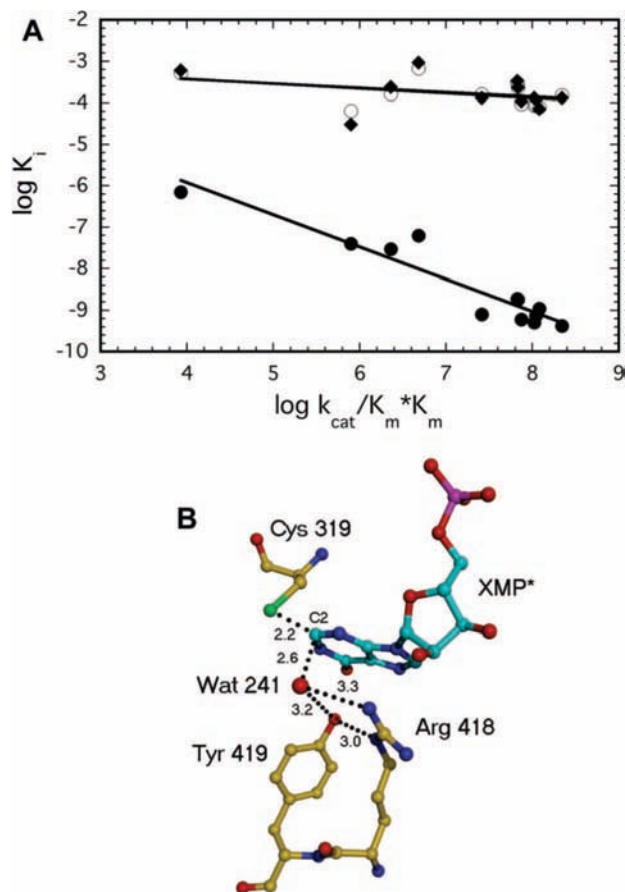 A
-2
-3
-4
-5
-6
-7
-8
-9
-10
log K_i
3 4 5 6 7 8 9
log k_cat/K_m*K_m
B
Cys 319
XMP*
C2
2.2
2.6
Wat 241
3.3
3.2
Arg 418
3.0
Tyr 419